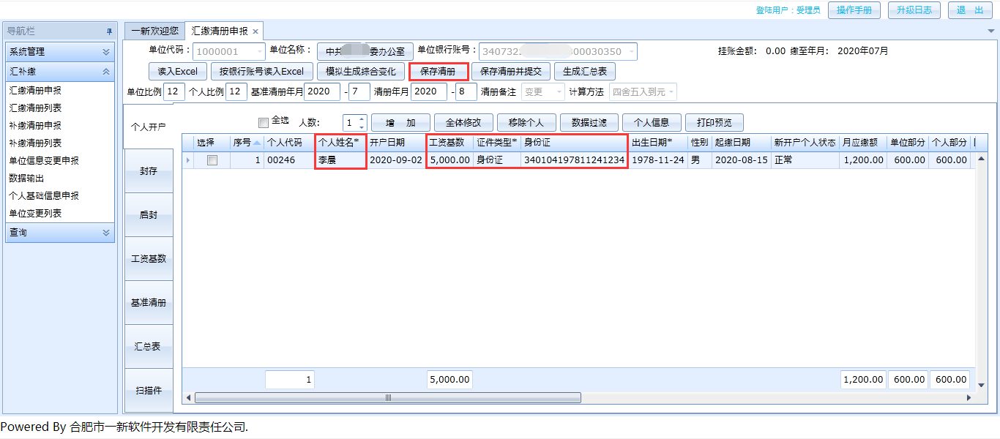 登陆用户：受理员 操作手册 升级日志 退 出
导航栏
系统管理
汇补缴
汇缴清册申报
汇缴清册列表
补缴清册申报
补缴清册列表
单位信息变更申报
数据输出
个人基础信息申报
单位变更列表
查询
一新欢迎您 汇缴清册申报 ×
单位代码： 1000001 单位名称： 中共 委办公室 单位银行账号： 340732 300030350 挂账金额： 0.00 缴至年月： 2020年07月
读入Excel 按银行账号读入Excel 模拟生成综合变化 保存清册 保存清册并提交 生成汇总表
单位比例 12 个人比例 12 基准清册年月 2020 - 7 清册年月 2020 - 8 清册备注 变更 计算方法 四舍五入到元
个人开户
封存
启封
工资基数
基准清册
汇总表
扫描件
全选 人数： 1 增 加 全体修改 移除个人 数据过滤 个人信息 打印预览
选择 序号 个人代码 个人姓名* 开户日期 工资基数 证件类型* 身份证 出生日期* 性别 起缴日期 新开户个人状态 月应缴额 单位部分 个人部分
1 00246 李晨 2020-09-02 5,000.00 身份证 340104197811241234 1978-11-24 男 2020-08-15 正常 1,200.00 600.00 600.00
1 5,000.00 1,200.00 600.00 600.00
Powered By 合肥市一新软件开发有限责任公司.